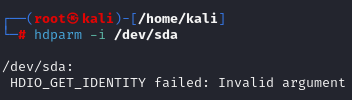 ┌──(root㉿kali)-[/home/kali]
└─# hdparm -i /dev/sda
/dev/sda:
HDIO_GET_IDENTITY failed: Invalid argument